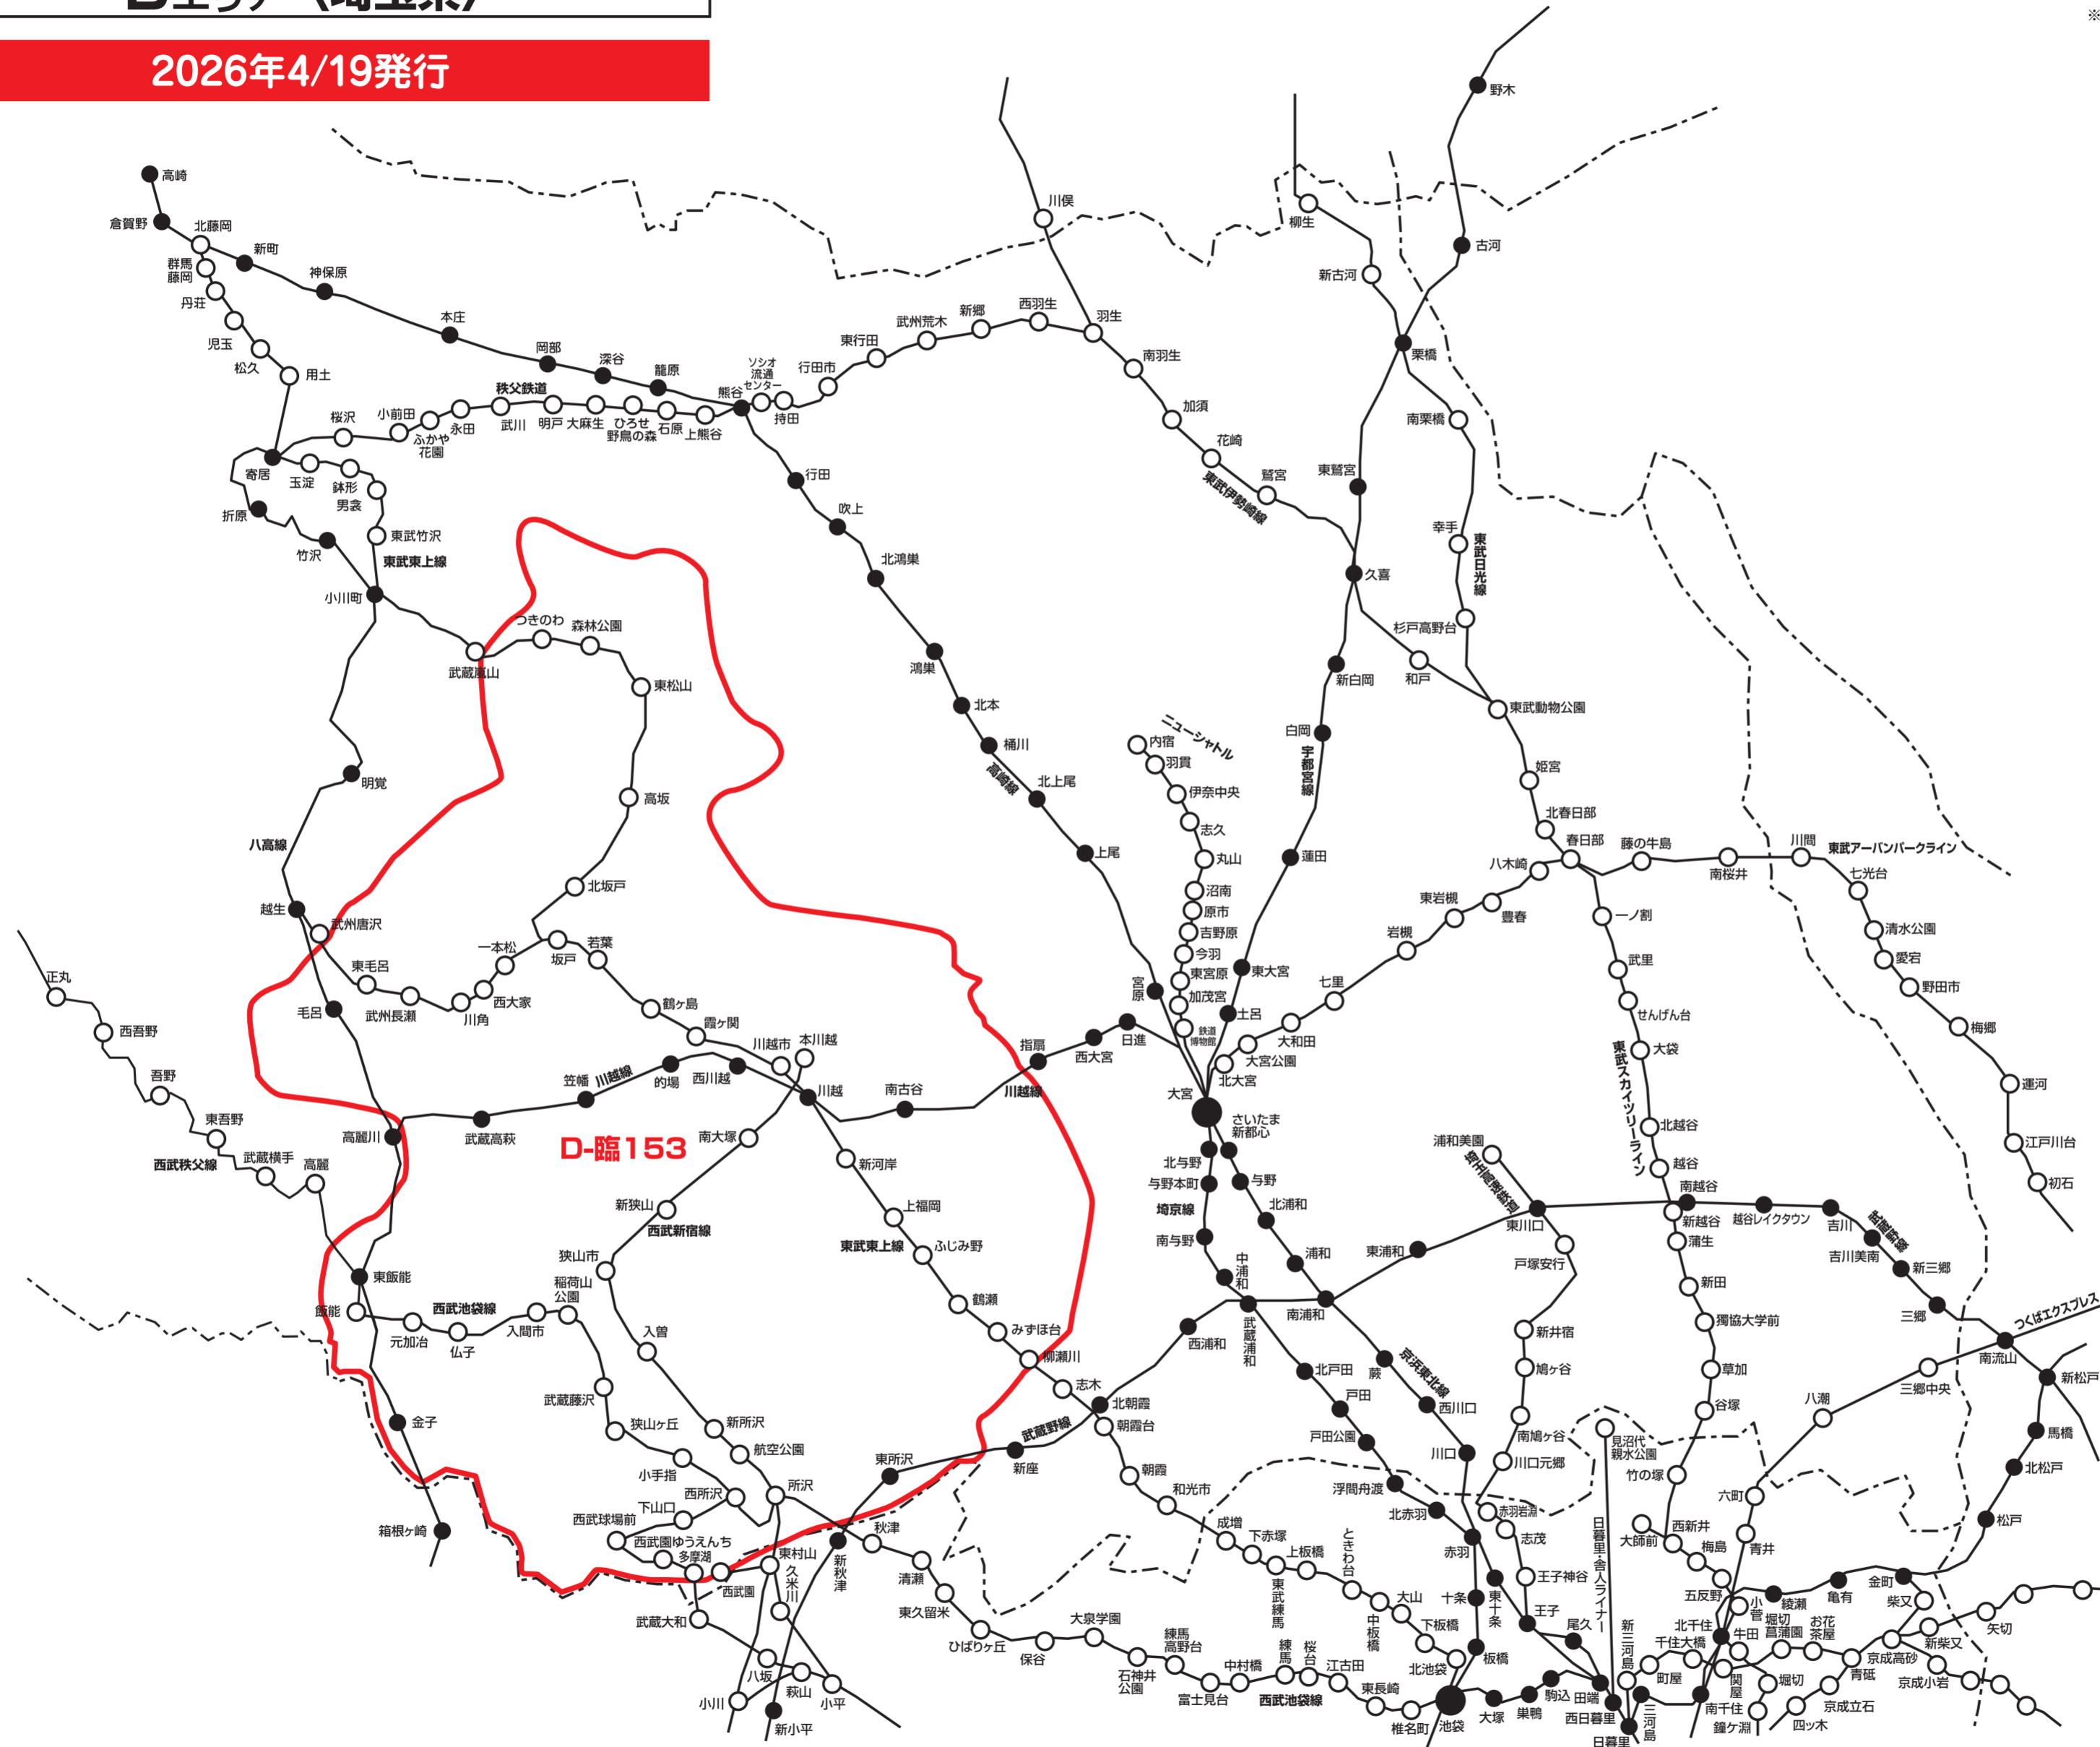 Dエリア(埼玉県)
※
2026年4/19発行
野木
高崎
倉賀野
北藤岡
新町
群馬
藤岡
神保原
丹荘
児玉
松久
用土
本庄
岡部
深谷
籠原
熊谷
ソシオ
流通
センター
持田
行田市
東行田
武州荒木
新郷
西羽生
羽生
川俣
柳生
新古河
古河
栗橋
南羽生
加須
花崎
鷲宮
東武伊勢崎線
東鷲宮
南栗橋
幸手
東武日光線
杉戸高野台
久喜
和戸
新白岡
東武動物公園
秩父鉄道
桜沢
小前田
ふかや
花園
永田
武川
明戸
大麻生
ひろせ
野鳥の森
石原
上熊谷
寄居
玉淀
鉢形
男衾
折原
竹沢
東武竹沢
東武東上線
小川町
行田
吹上
北鴻巣
鴻巣
北本
桶川
高崎線
北上尾
上尾
つきのわ
森林公園
武蔵嵐山
東松山
高坂
北坂戸
明覚
八高線
越生
武州唐沢
東毛呂
武州長瀬
川角
西大家
一本松
坂戸
若葉
鶴ヶ島
霞ヶ関
川越市
本川越
毛呂
ニューシャトル
内宿
羽貫
伊奈中央
志久
丸山
沼南
原市
吉野原
今羽
東宮原
加茂宮
鉄道
博物館
宮原
白岡
宇都宮線
蓮田
東大宮
土呂
姫宮
北春日部
春日部
八木崎
藤の牛島
南桜井
川間
東武アーバンパークライン
七光台
清水公園
愛宕
野田市
梅郷
運河
江戸川台
初石
豊春
東岩槻
岩槻
七里
大和田
大宮公園
北大宮
大宮
一ノ割
武里
せんげん台
大袋
東武スカイツリーライン
北越谷
越谷
正丸
西吾野
吾野
東吾野
西武秩父線
武蔵横手
高麗
高麗川
武蔵高萩
笠幡
川越線
的場
西川越
川越
南古谷
川越線
指扇
西大宮
日進
D-臨153
南大塚
新狭山
西武新宿線
狭山市
稲荷山
公園
入曽
新河岸
上福岡
東武東上線
ふじみ野
鶴瀬
みずほ台
柳瀬川
志木
北朝霞
朝霞台
東飯能
飯能
元加治
西武池袋線
仏子
入間市
武蔵藤沢
狭山ヶ丘
小手指
新所沢
航空公園
所沢
西所沢
下山口
西武球場前
西武園ゆうえんち
多摩湖
西武園
東村山
久米川
金子
箱根ヶ崎
武蔵大和
八坂
萩山
小川
小平
新小平
東所沢
新秋津
秋津
清瀬
東久留米
ひばりヶ丘
保谷
大泉学園
石神井
公園
練馬
高野台
富士見台
中村橋
練馬
桜台
西武池袋線
江古田
東長崎
椎名町
池袋
新座
武蔵野線
朝霞
和光市
成増
下赤塚
東武練馬
上板橋
ときわ台
中板橋
大山
下板橋
北池袋
さいたま
新都心
北与野
与野本町
埼京線
与野
北浦和
南与野
浦和
中浦和
南浦和
武蔵浦和
西浦和
東浦和
浦和美園
埼玉高速鉄道
東川口
戸塚安行
新井宿
鳩ヶ谷
南鳩ヶ谷
川口元郷
赤羽岩淵
志茂
王子神谷
北戸田
戸田
戸田公園
浮間舟渡
北赤羽
赤羽
蕨
京浜東北線
西川口
川口
十条
東十条
王子
板橋
大塚
巣鴨
駒込
田端
尾久
西日暮里
日暮里
三河島
新三河島
日暮里・舎人ライナー
見沼代
親水公園
南越谷
新越谷
蒲生
新田
獨協大学前
草加
谷塚
竹の塚
西新井
大師前
梅島
五反野
小菅
北千住
千住大橋
町屋
南千住
牛田
関屋
堀切
鐘ヶ淵
堀切
菖蒲園
お花
茶屋
青砥
京成立石
四ッ木
京成高砂
京成小岩
新柴又
柴又
矢切
金町
亀有
綾瀬
青井
六町
八潮
三郷中央
南流山
つくばエクスプレス
越谷レイクタウン
吉川
吉川美南
武蔵野線
新三郷
三郷
新松戸
馬橋
北松戸
松戸